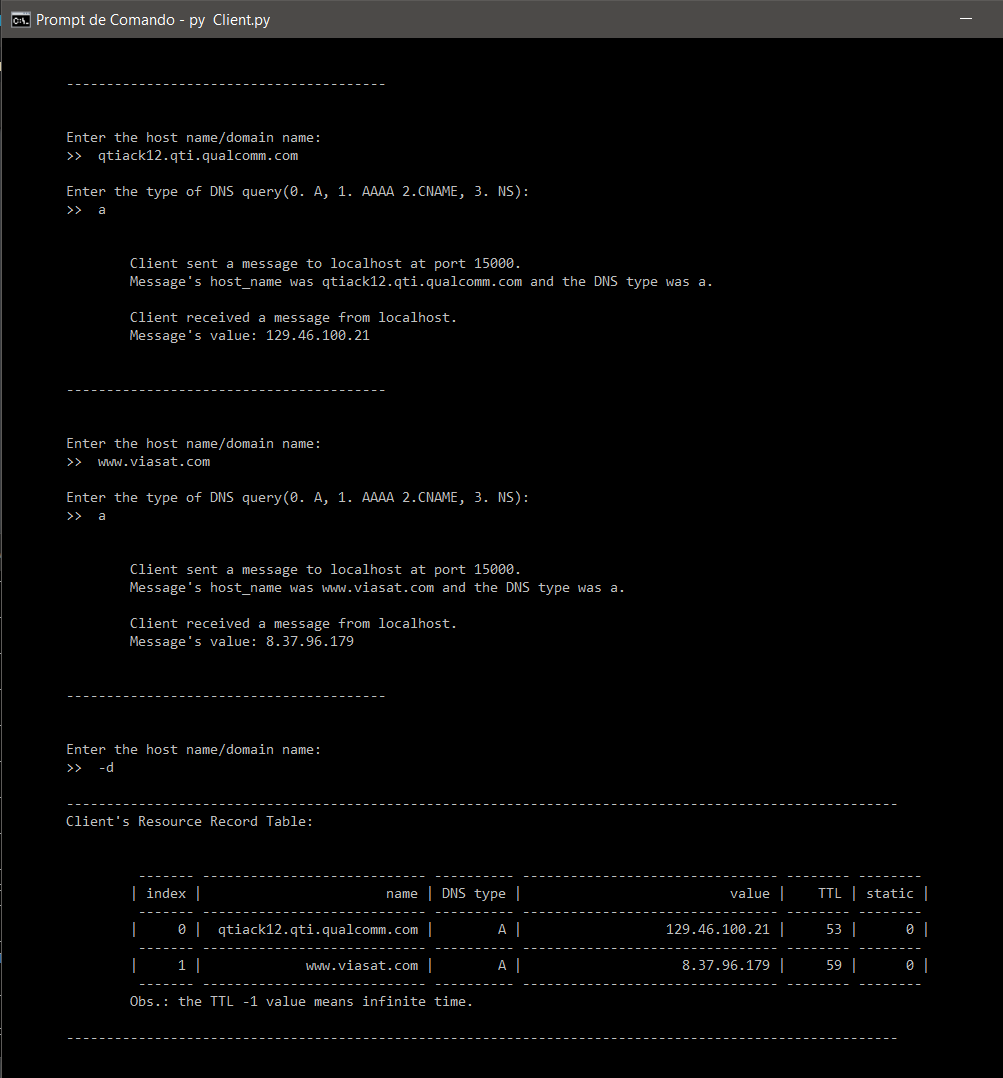 Prompt de Comando - py  Client.py
----------------------------------------
Enter the host name/domain name:
>>  qtiack12.qti.qualcomm.com
Enter the type of DNS query(0. A, 1. AAAA 2.CNAME, 3. NS):
>>  a
Client sent a message to localhost at port 15000.
Message's host_name was qtiack12.qti.qualcomm.com and the DNS type was a.
Client received a message from localhost.
Message's value: 129.46.100.21
----------------------------------------
Enter the host name/domain name:
>>  www.viasat.com
Enter the type of DNS query(0. A, 1. AAAA 2.CNAME, 3. NS):
>>  a
Client sent a message to localhost at port 15000.
Message's host_name was www.viasat.com and the DNS type was a.
Client received a message from localhost.
Message's value: 8.37.96.179
----------------------------------------
Enter the host name/domain name:
>>  -d
--------------------------------------------------------------------------------------------------------
Client's Resource Record Table:
 ------- ---------------------------- ---------- -------------------------------- -------- --------
| index |                       name | DNS type |                          value |    TTL | static |
 ------- ---------------------------- ---------- -------------------------------- -------- --------
|     0 |  qtiack12.qti.qualcomm.com |        A |                  129.46.100.21 |     53 |      0 |
 ------- ---------------------------- ---------- -------------------------------- -------- --------
|     1 |             www.viasat.com |        A |                    8.37.96.179 |     59 |      0 |
 ------- ---------------------------- ---------- -------------------------------- -------- --------
Obs.: the TTL -1 value means infinite time.
--------------------------------------------------------------------------------------------------------